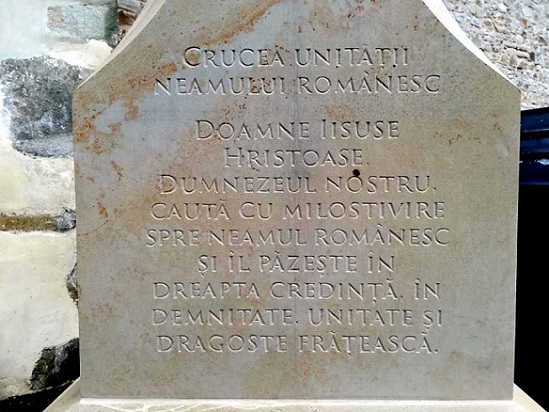 CRUCEA UNITĂȚII
NEAMULUI ROMÂNESC
DOAMNE IISUSE
HRISTOASE,
DUMNEZEUL NOSTRU,
CAUTĂ CU MILOSTIVIRE
SPRE NEAMUL ROMÂNESC
ȘI ÎL PĂZEȘTE ÎN
DREAPTA CREDINȚĂ, ÎN
DEMNITATE, UNITATE ȘI
DRAGOSTE FRĂȚEASCĂ.